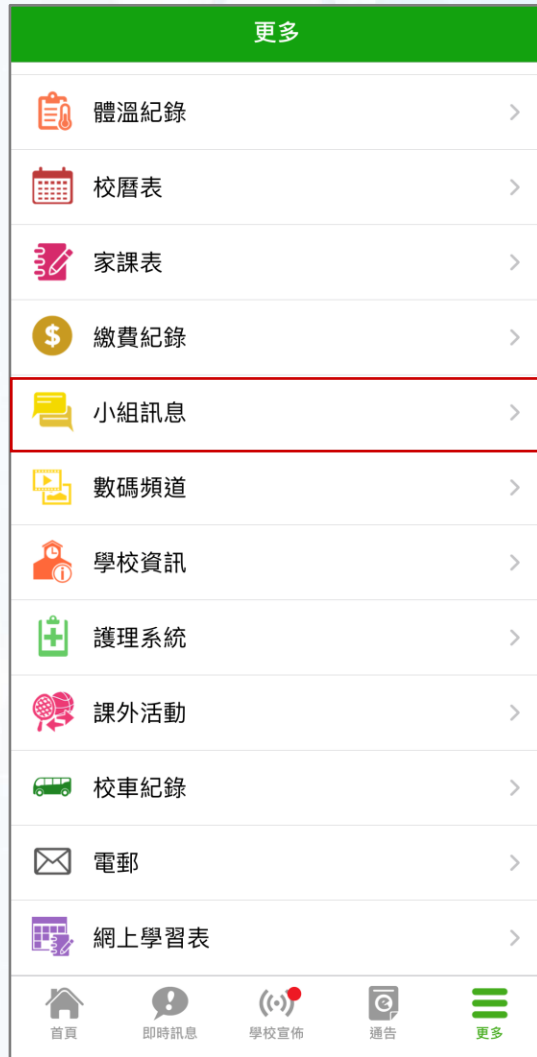 更多
體溫紀錄
校曆表
家課表
繳費紀錄
小組訊息
數碼頻道
學校資訊
護理系統
課外活動
校車紀錄
電郵
網上學習表
首頁
即時訊息
學校宣佈
通告
更多